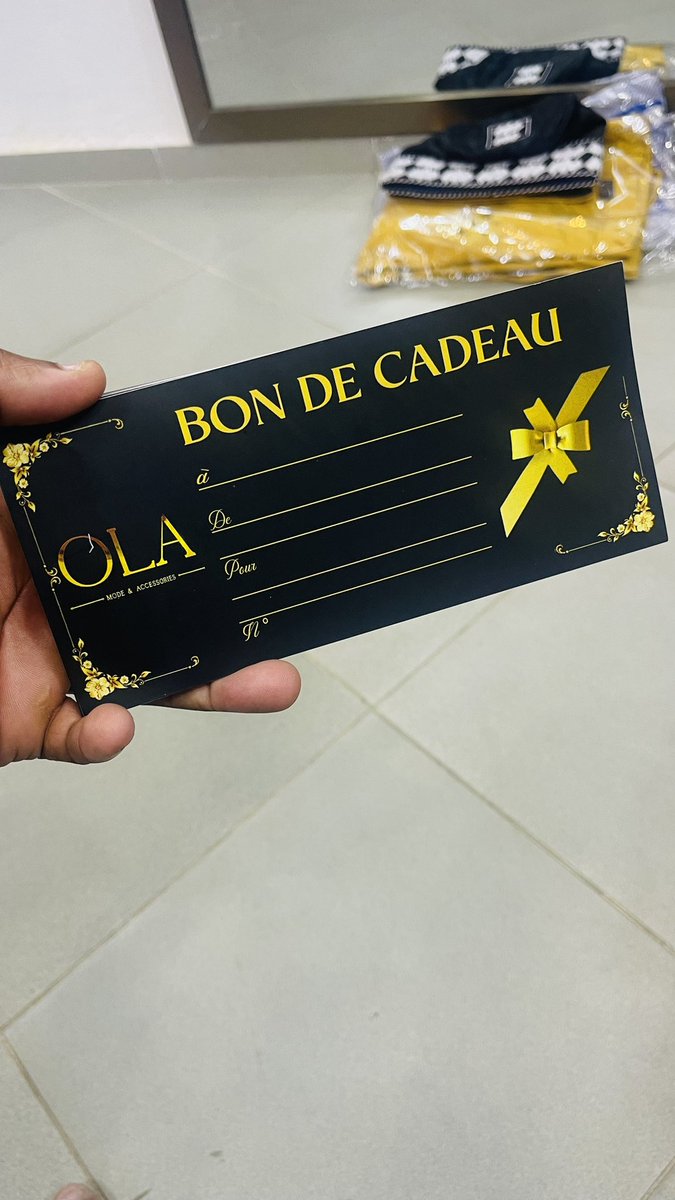 BON DE CADEAU
à
De
Pour
N°
OLA
MODE & ACCESSORIES